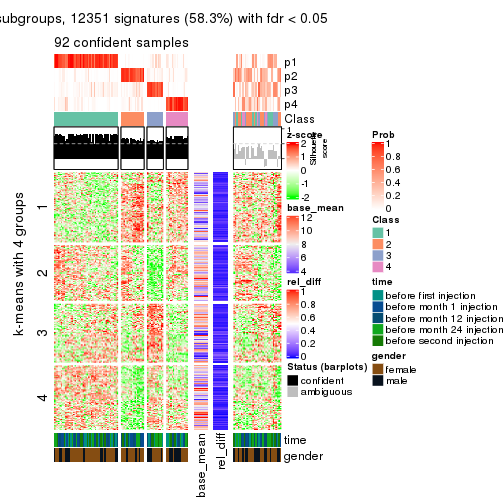 subgroups, 12351 signatures (58.3%) with fdr < 0.05
92 confident samples
p1
p2
p3
p4
Class
1
Silhouette
score
k-means with 4 groups
1
2
3
4
time
gender
base_mean
rel_diff
z-score
2
0
-2
base_mean
12
10
8
6
4
rel_diff
1
0.8
0.6
0.4
0.2
0
Status (barplots)
confident
ambiguous
Prob
1
0.8
0.6
0.4
0.2
0
Class
1
2
3
4
time
before first injection
before month 1 injection
before month 12 injection
before month 24 injection
before second injection
gender
female
male